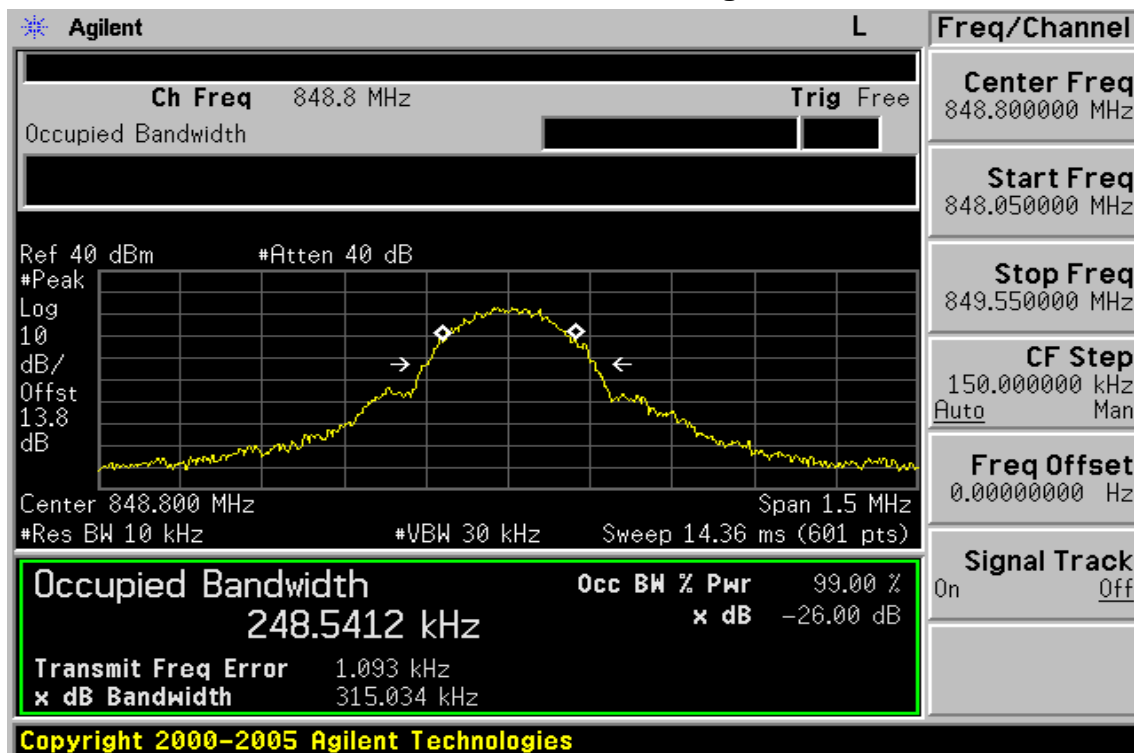 Agilent L
Freq/Channel
Ch Freq 848.8 MHz Trig Free
Occupied Bandwidth
Center Freq
848.800000 MHz
Start Freq
848.050000 MHz
Stop Freq
849.550000 MHz
CF Step
150.000000 kHz
Auto Man
Freq Offset
0.00000000 Hz
Signal Track
On Off
Ref 40 dBm #Atten 40 dB
#Peak
Log
10
dB/
Offst
13.8
dB
Center 848.800 MHz Span 1.5 MHz
#Res BW 10 kHz #VBW 30 kHz Sweep 14.36 ms (601 pts)
Occupied Bandwidth Occ BW % Pwr 99.00 %
248.5412 kHz x dB -26.00 dB
Transmit Freq Error 1.093 kHz
x dB Bandwidth 315.034 kHz
Copyright 2000-2005 Agilent Technologies